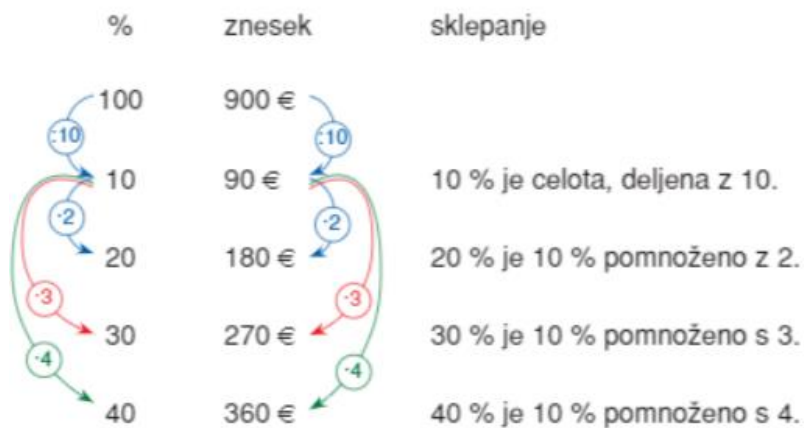 % znesek sklepanje
100 900 €
:10 :10
10 90 € 10 % je celota, deljena z 10.
·2 ·2
20 180 € 20 % je 10 % pomnoženo z 2.
·3 ·3
30 270 € 30 % je 10 % pomnoženo s 3.
·4 ·4
40 360 € 40 % je 10 % pomnoženo s 4.